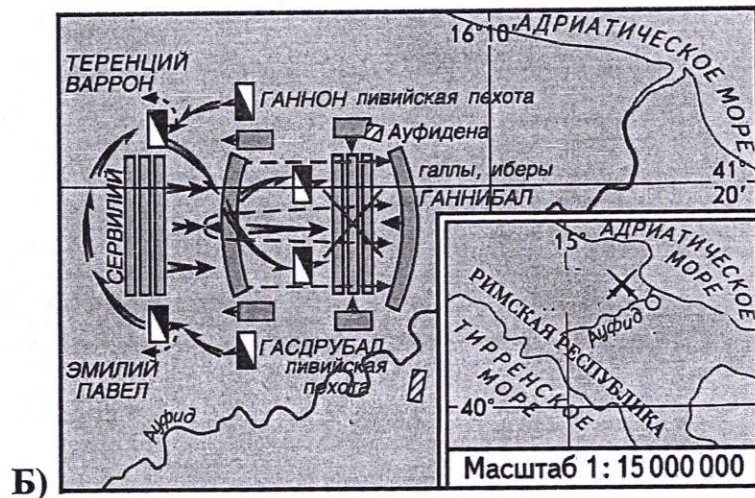 16°10'
АДРИАТИЧЕСКОЕ
МОРЕ
ТЕРЕНЦИЙ
ВАРРОН
ГАННОН ливийская пехота
Ауфидена
галлы, иберы
41°
20'
ГАННИБАЛ
СЕРВИЛИЙ
ЭМИЛИЙ
ПАВЕЛ
ГАСДРУБАЛ
ливийская
пехота
Ауфид
15°
АДРИАТИЧЕСКОЕ
МОРЕ
РИМСКАЯ РЕСПУБЛИКА
Ауфид
ТИРРЕНСКОЕ
МОРЕ
40°
Масштаб 1: 15 000 000
Б)